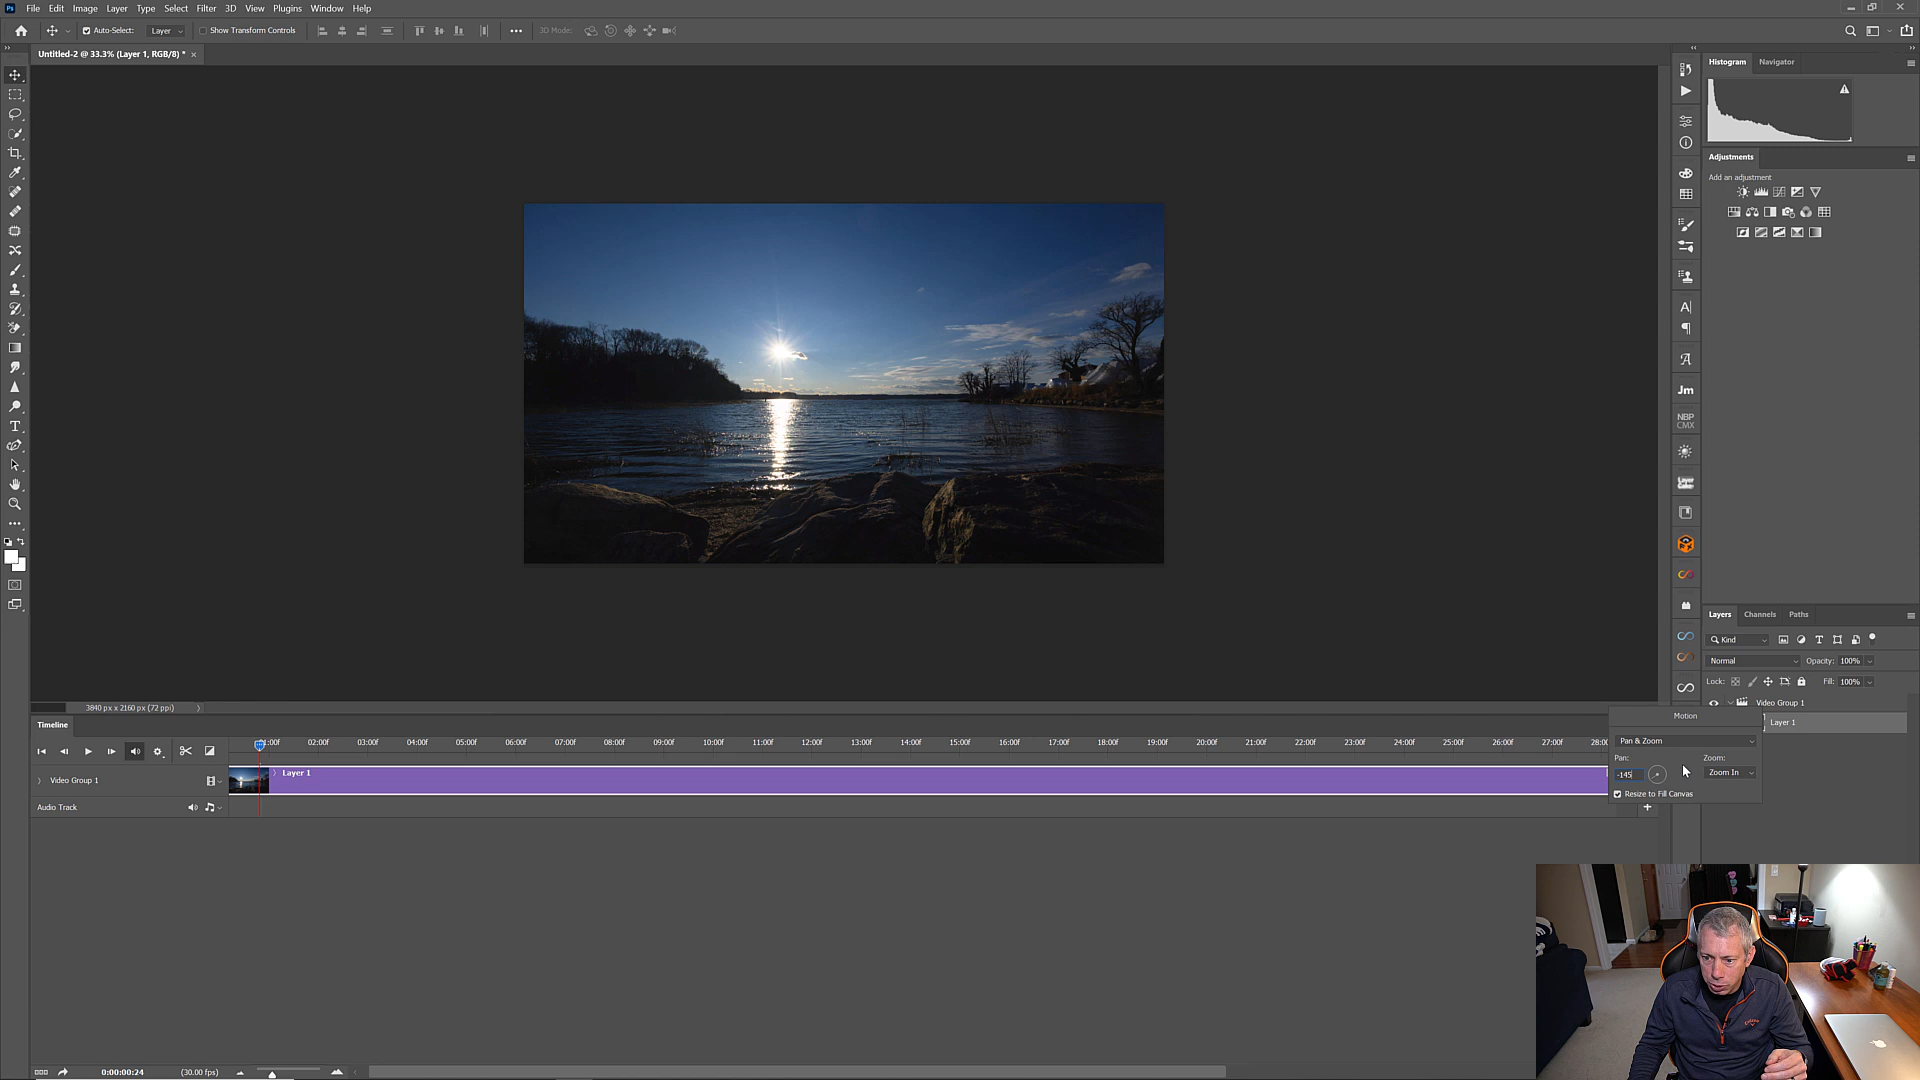 Ps File Edit Image Layer Type Select Filter 3D View Plugins Window Help
Auto-Select: Layer Show Transform Controls 3D Mode:
Untitled-2 @ 33.3% (Layer 1, RGB/8) *
Histogram Navigator
Adjustments
Add an adjustment
Jm
NBP
CMX
Layers Channels Paths
Kind
Normal Opacity: 100%
Lock: Fill: 100%
Video Group 1
Layer 1
3840 px x 2160 px (72 ppi)
Motion
Pan & Zoom
Pan: Zoom:
-145 Zoom In
Resize to Fill Canvas
Timeline
1:00f 02:00f 03:00f 04:00f 05:00f 06:00f 07:00f 08:00f 09:00f 10:00f 11:00f 12:00f 13:00f 14:00f 15:00f 16:00f 17:00f 18:00f 19:00f 20:00f 21:00f 22:00f 23:00f 24:00f 25:00f 26:00f 27:00f 28:00
Video Group 1
Layer 1
Audio Track
0:00:00:24 (30.00 fps)